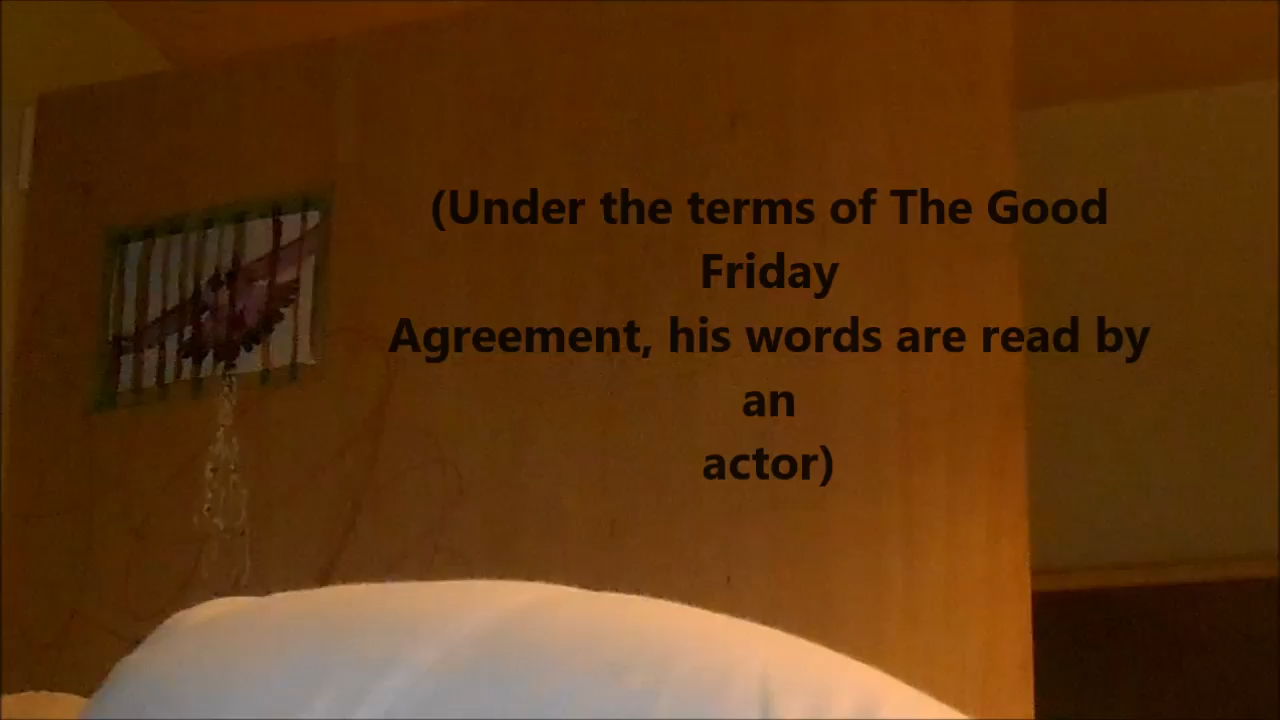 (Under the terms of The Good
Friday
Agreement, his words are read by
an
actor)